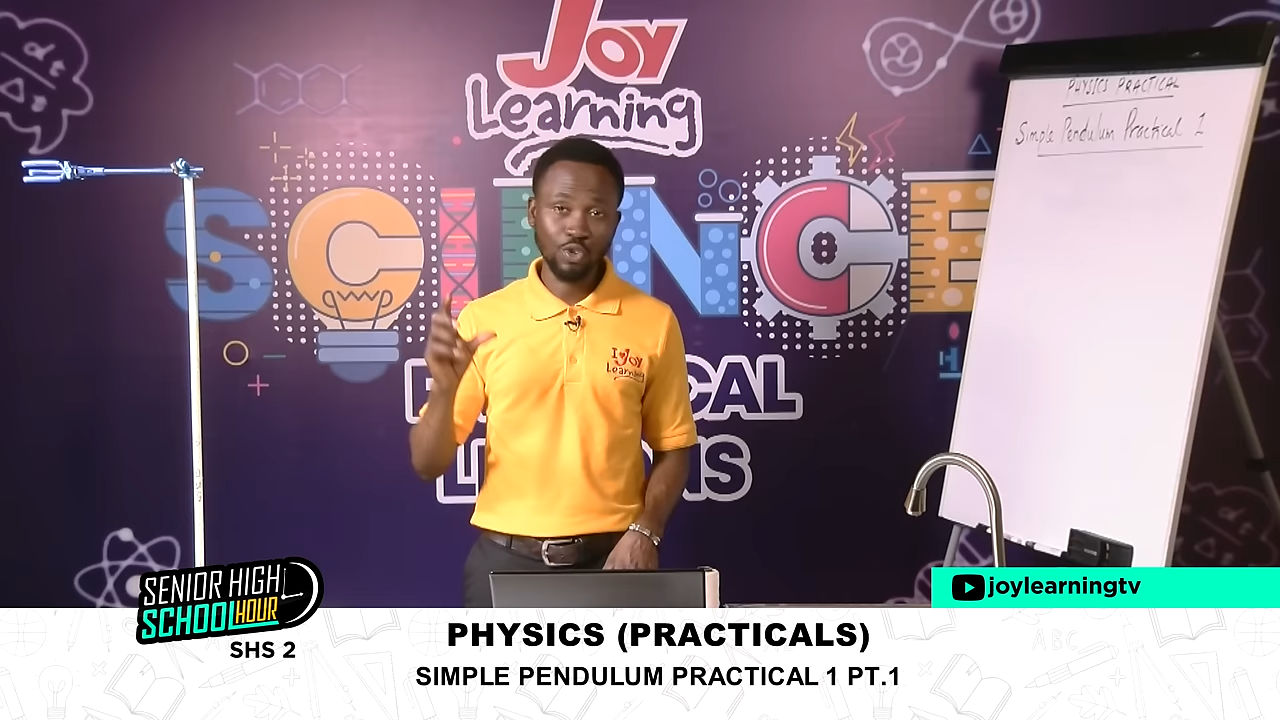 Joy
Learning
SCIENCE
PHYSICS PRACTICAL
Simple Pendulum Practical 1
I ♥ Joy
Learning
SENIOR HIGH
SCHOOL HOUR
SHS 2
joylearningtv
PHYSICS (PRACTICALS)
SIMPLE PENDULUM PRACTICAL 1 PT.1